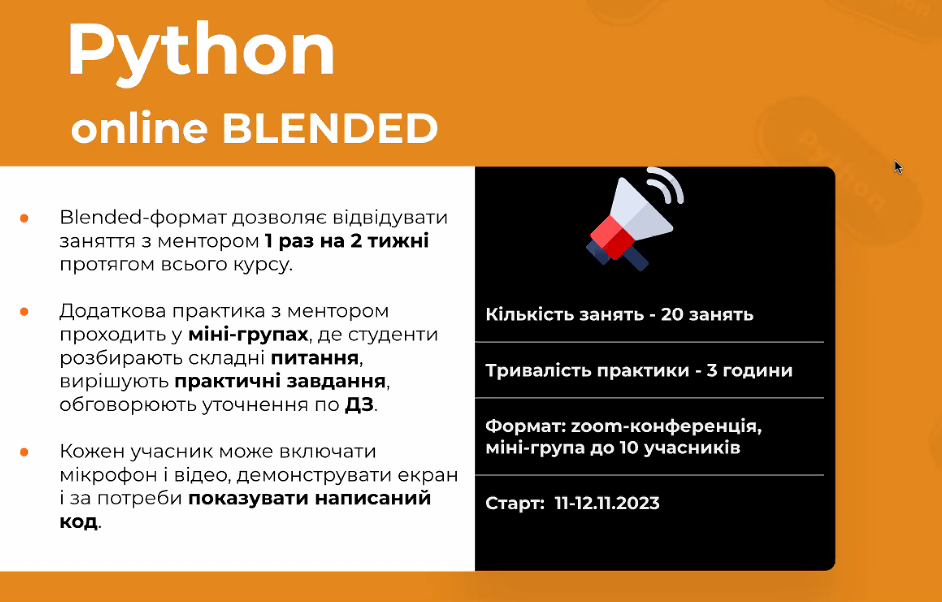 Python
online BLENDED
Blended-формат дозволяє відвідувати
заняття з ментором 1 раз на 2 тижні
протягом всього курсу.
Додаткова практика з ментором
проходить у міні-групах, де студенти
розбирають складні питання,
вирішують практичні завдання,
обговорюють уточнення по ДЗ.
Кожен учасник може включати
мікрофон і відео, демонструвати екран
і за потреби показувати написаний
код.
Кількість занять - 20 занять
Тривалість практики - 3 години
Формат: zoom-конференція,
міні-група до 10 учасників
Старт: 11-12.11.2023
Python